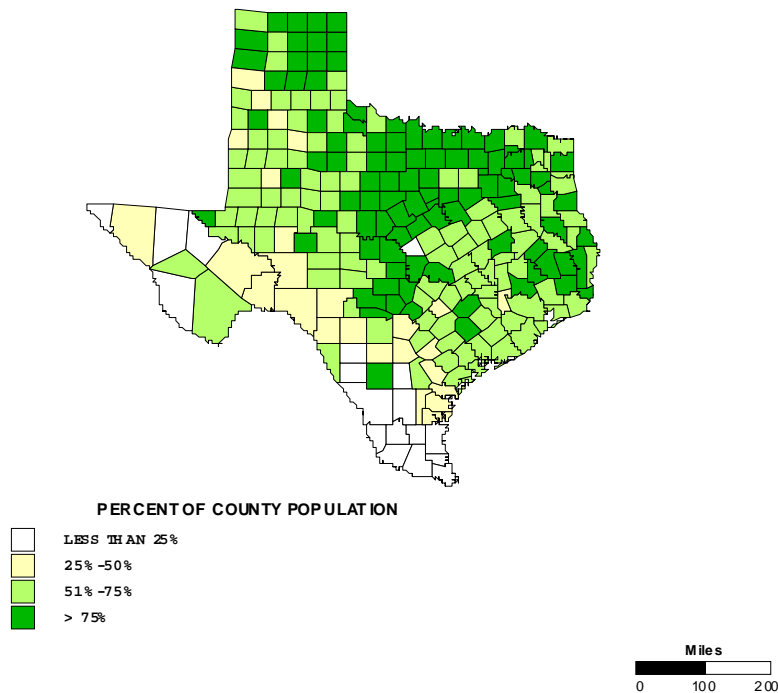 PERCENT OF COUNTY POPULATION
LESS THAN 25%
25% -50%
51% -75%
> 75%
Miles
0 100 200